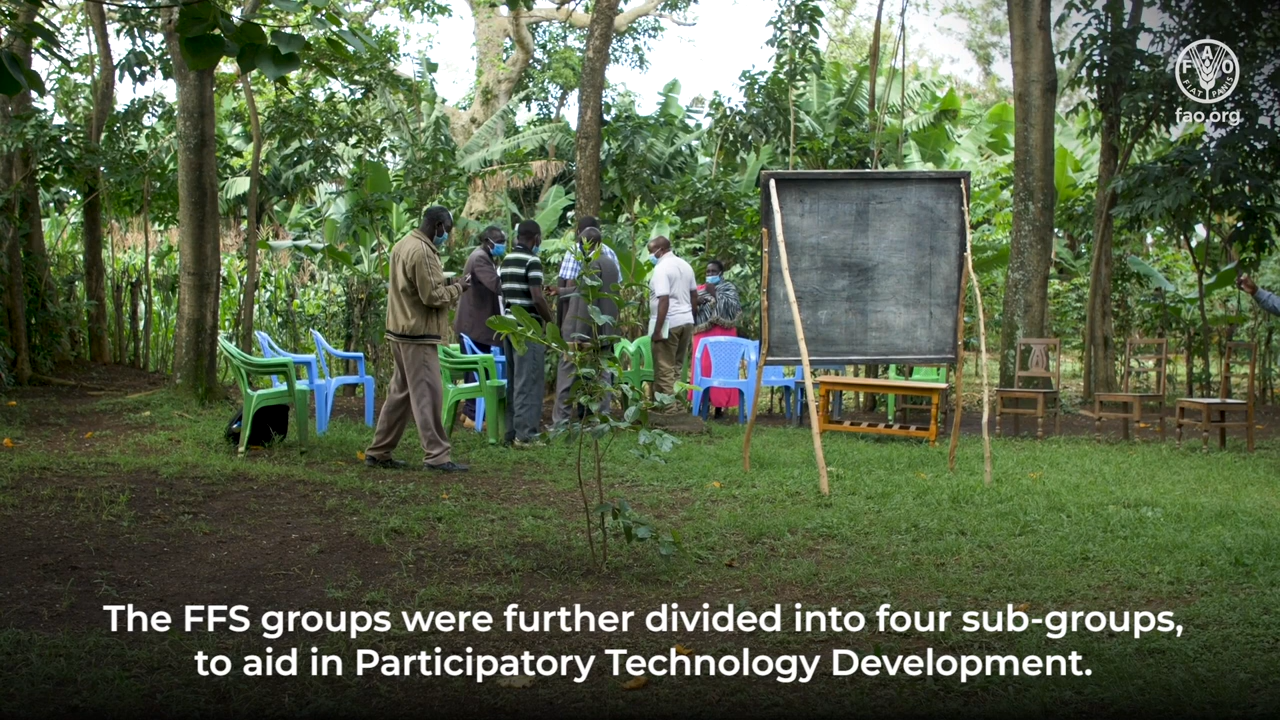 FAO
FIAT PANIS
fao.org
The FFS groups were further divided into four sub-groups,
to aid in Participatory Technology Development.